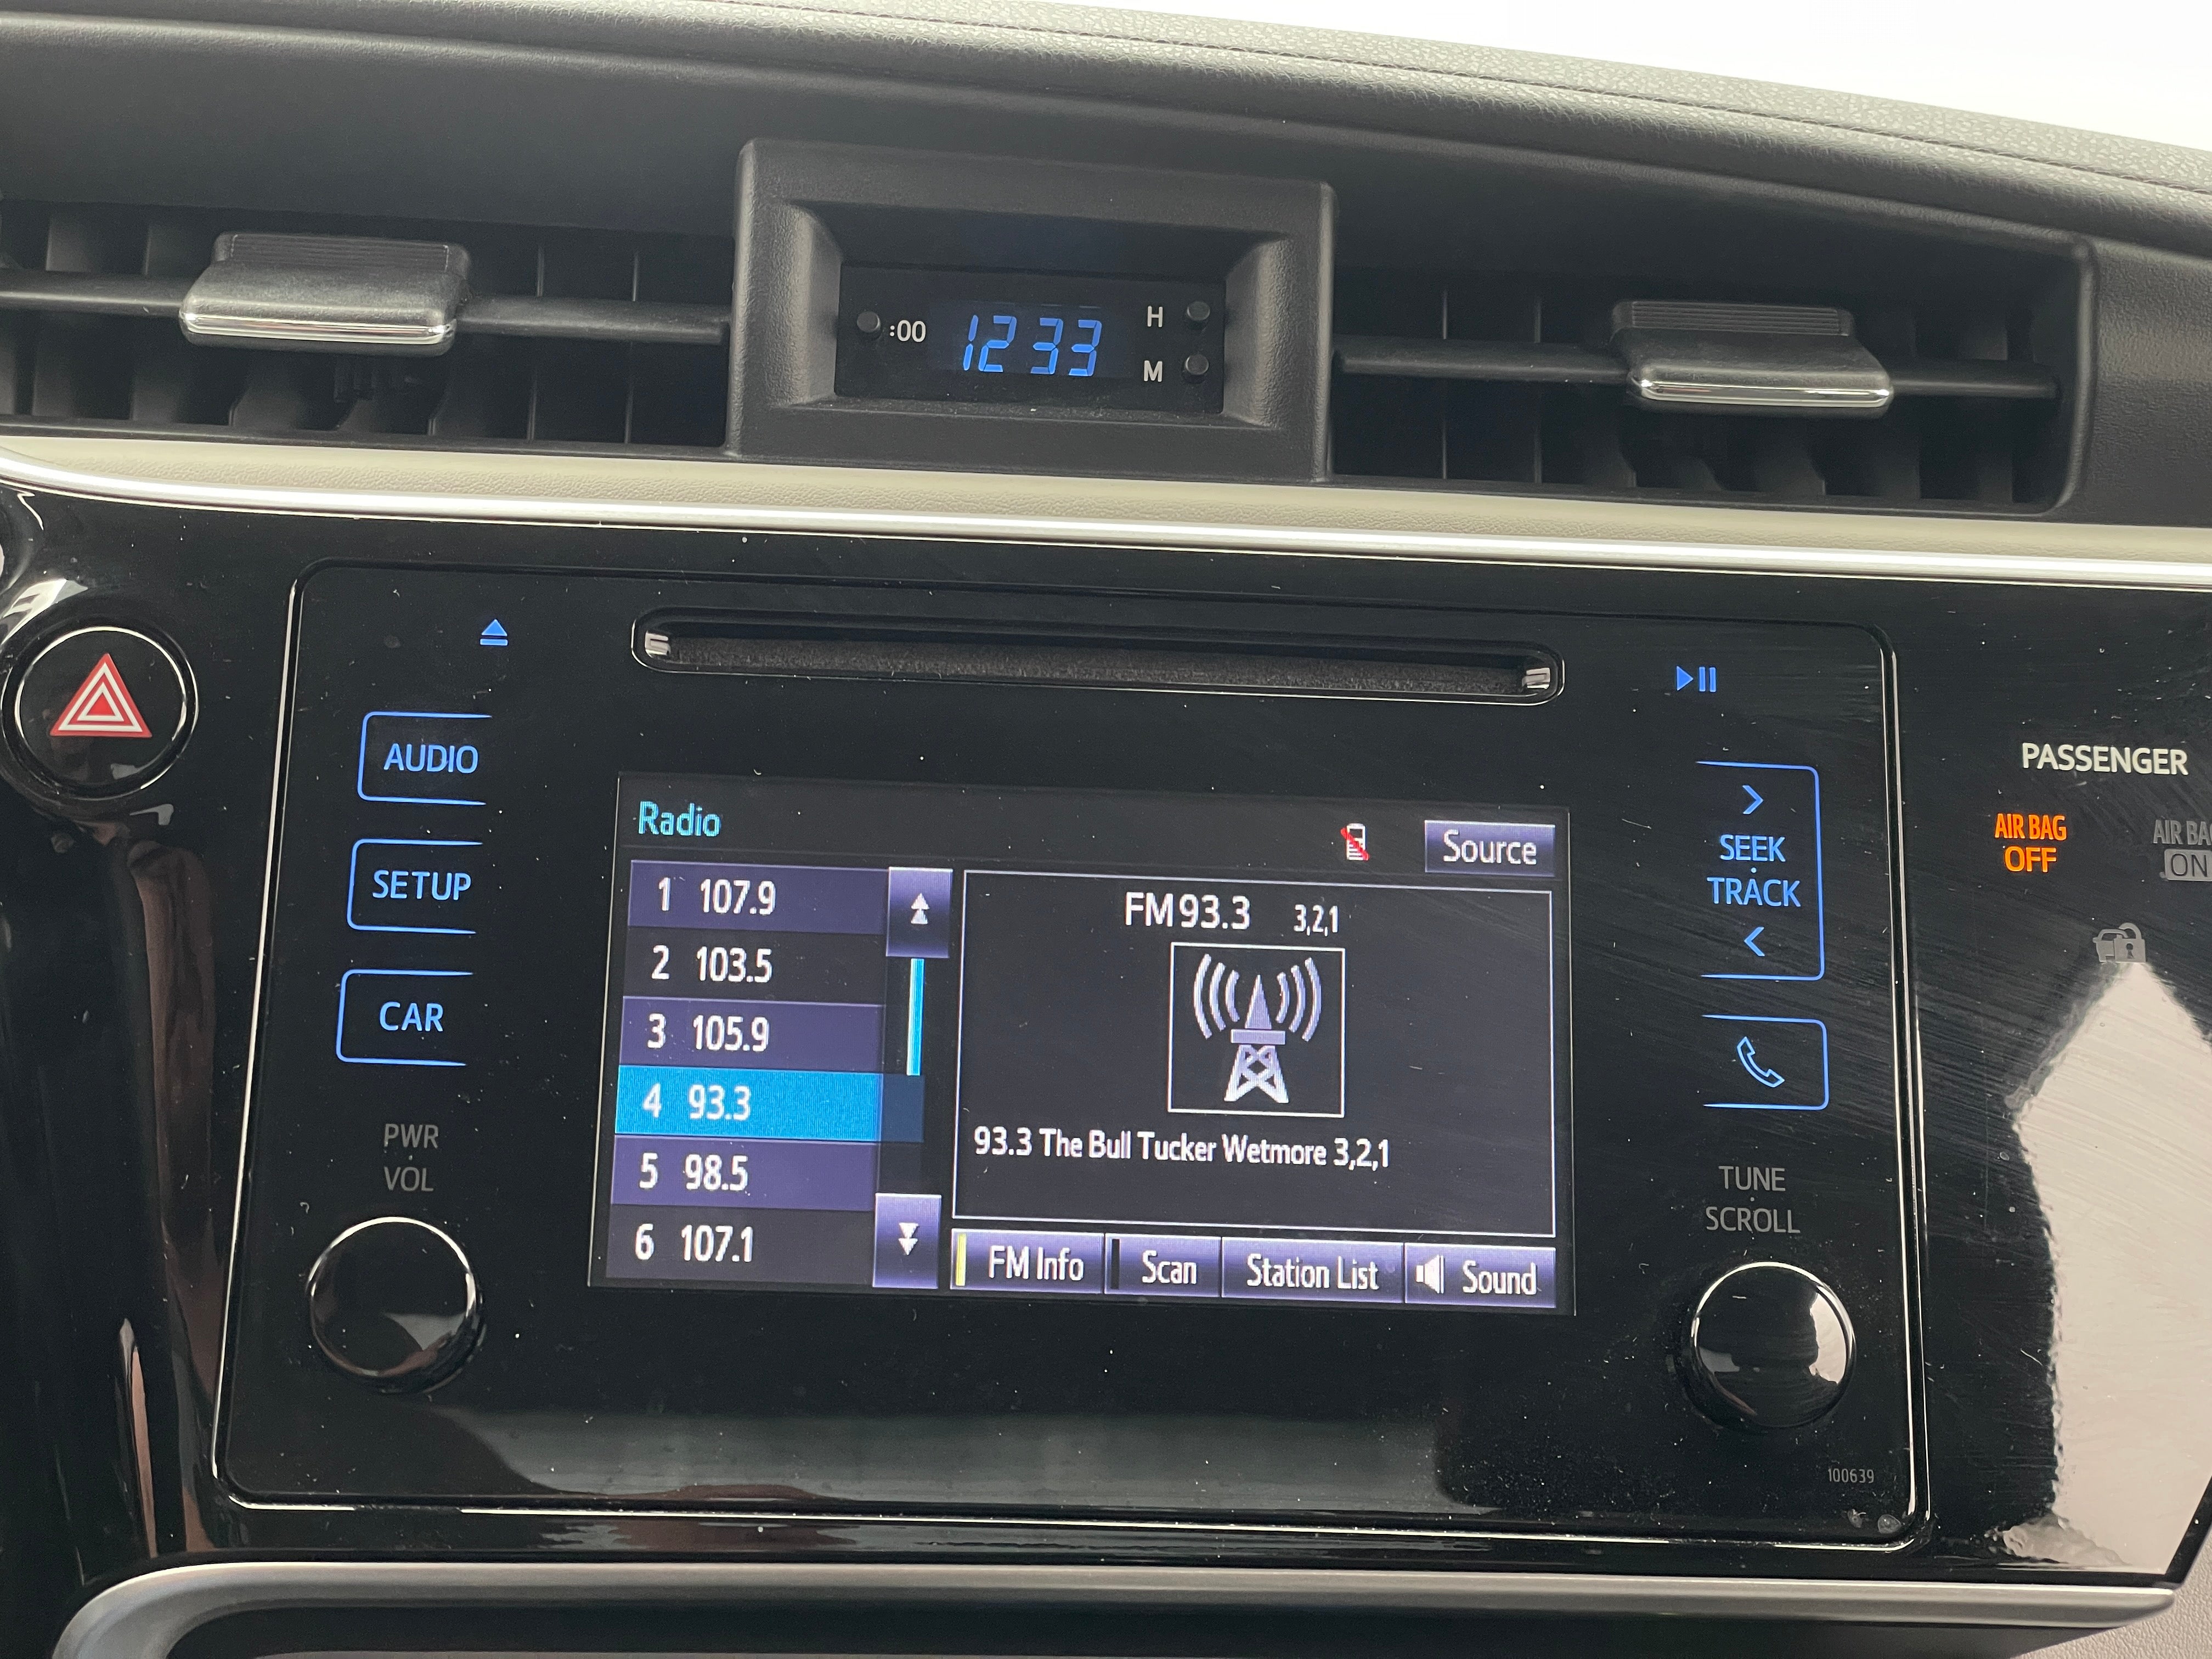 :00 12 33 H
M
AUDIO
SETUP
CAR
PWR
VOL
Radio
Source
1 107.9
2 103.5
3 105.9
4 93.3
5 98.5
6 107.1
FM 93.3 3,2,1
93.3 The Bull Tucker Wetmore 3,2,1
FM Info Scan Station List Sound
SEEK
TRACK
TUNE
SCROLL
100639
PASSENGER
AIR BAG
OFF
AIR BAG
ON